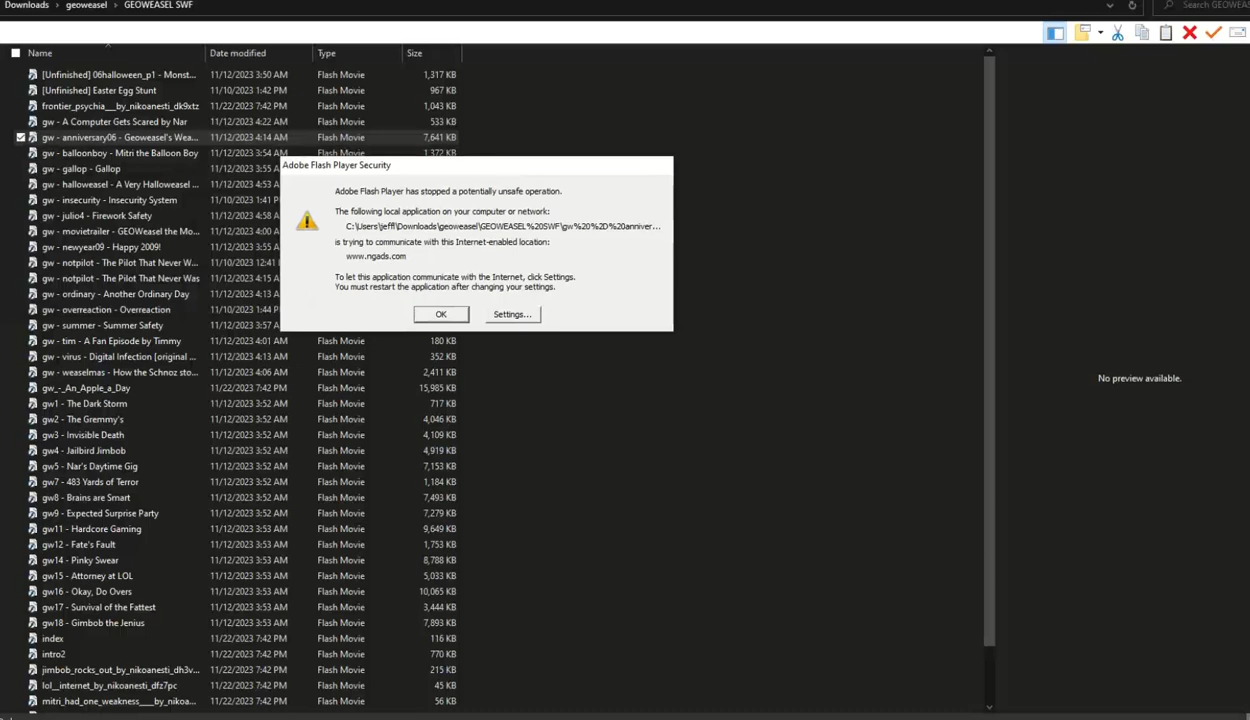 Downloads > geoweasel > GEOWEASEL SWF
Search GEOWEA
Name Date modified Type Size
[Unfinished] 06halloween_p1 - Monst... 11/12/2023 3:50 AM Flash Movie 1,317 KB
[Unfinished] Easter Egg Stunt 11/10/2023 1:42 PM Flash Movie 967 KB
frontier_psychia___by_nikoanesti_dk9xtz 11/22/2023 7:42 PM Flash Movie 1,043 KB
gw - A Computer Gets Scared by Nar 11/12/2023 4:22 AM Flash Movie 533 KB
gw - anniversary06 - Geoweasel's Wea... 11/12/2023 4:14 AM Flash Movie 7,641 KB
gw - balloonboy - Mitri the Balloon Boy 11/12/2023 3:54 AM Flash Movie 1,372 KB
gw - gallop - Gallop 11/12/2023 3:55 AM
gw - halloweasel - A Very Halloweasel ... 11/12/2023 4:53 AM
gw - insecurity - Insecurity System 11/10/2023 1:41 PM
gw - julio4 - Firework Safety 11/12/2023 4:58 AM
gw - movietrailer - GEOWEASEL the Mo... 11/12/2023 3:55 AM
gw - newyear09 - Happy 2009! 11/12/2023 3:55 AM
gw - notpilot - The Pilot That Never W... 11/10/2023 12:41 PM
gw - notpilot - The Pilot That Never Was 11/12/2023 4:15 AM
gw - ordinary - Another Ordinary Day 11/12/2023 4:13 AM
gw - overreaction - Overreaction 11/10/2023 1:44 PM
gw - summer - Summer Safety 11/12/2023 3:57 AM Flash Movie
gw - tim - A Fan Episode by Timmy 11/12/2023 4:01 AM Flash Movie 180 KB
gw - virus - Digital Infection [original ... 11/12/2023 4:13 AM Flash Movie 352 KB
gw - weaselmas - How the Schnoz sto... 11/12/2023 4:06 AM Flash Movie 2,411 KB
gw_-_An_Apple_a_Day 11/22/2023 7:42 PM Flash Movie 15,985 KB
gw1 - The Dark Storm 11/12/2023 3:52 AM Flash Movie 717 KB
gw2 - The Gremmy's 11/12/2023 3:52 AM Flash Movie 4,046 KB
gw3 - Invisible Death 11/12/2023 3:52 AM Flash Movie 4,109 KB
gw4 - Jailbird Jimbob 11/12/2023 3:52 AM Flash Movie 4,919 KB
gw5 - Nar's Daytime Gig 11/12/2023 3:52 AM Flash Movie 7,153 KB
gw7 - 483 Yards of Terror 11/12/2023 3:52 AM Flash Movie 1,184 KB
gw8 - Brains are Smart 11/12/2023 3:52 AM Flash Movie 7,493 KB
gw9 - Expected Surprise Party 11/12/2023 3:52 AM Flash Movie 7,279 KB
gw11 - Hardcore Gaming 11/12/2023 3:53 AM Flash Movie 9,649 KB
gw12 - Fate's Fault 11/12/2023 3:53 AM Flash Movie 1,753 KB
gw14 - Pinky Swear 11/12/2023 3:53 AM Flash Movie 8,788 KB
gw15 - Attorney at LOL 11/12/2023 3:53 AM Flash Movie 5,033 KB
gw16 - Okay, Do Overs 11/12/2023 3:53 AM Flash Movie 10,065 KB
gw17 - Survival of the Fattest 11/12/2023 3:53 AM Flash Movie 3,444 KB
gw18 - Gimbob the Jenius 11/12/2023 3:53 AM Flash Movie 7,893 KB
index 11/22/2023 7:42 PM Flash Movie 116 KB
intro2 11/22/2023 7:42 PM Flash Movie 770 KB
jimbob_rocks_out_by_nikoanesti_dh3v... 11/22/2023 7:42 PM Flash Movie 215 KB
lol__internet_by_nikoanesti_dfz7pc 11/22/2023 7:42 PM Flash Movie 45 KB
mitri_had_one_weakness___by_niko... 11/22/2023 7:42 PM Flash Movie 56 KB
Adobe Flash Player Security
Adobe Flash Player has stopped a potentially unsafe operation.
The following local application on your computer or network:
C:\Users\jeffi\Downloads\geoweasel\GEOWEASEL%20SWF\gw%20%2D%20anniver...
is trying to communicate with this Internet-enabled location:
www.ngads.com
To let this application communicate with the Internet, click Settings.
You must restart the application after changing your settings.
OK Settings...
No preview available.